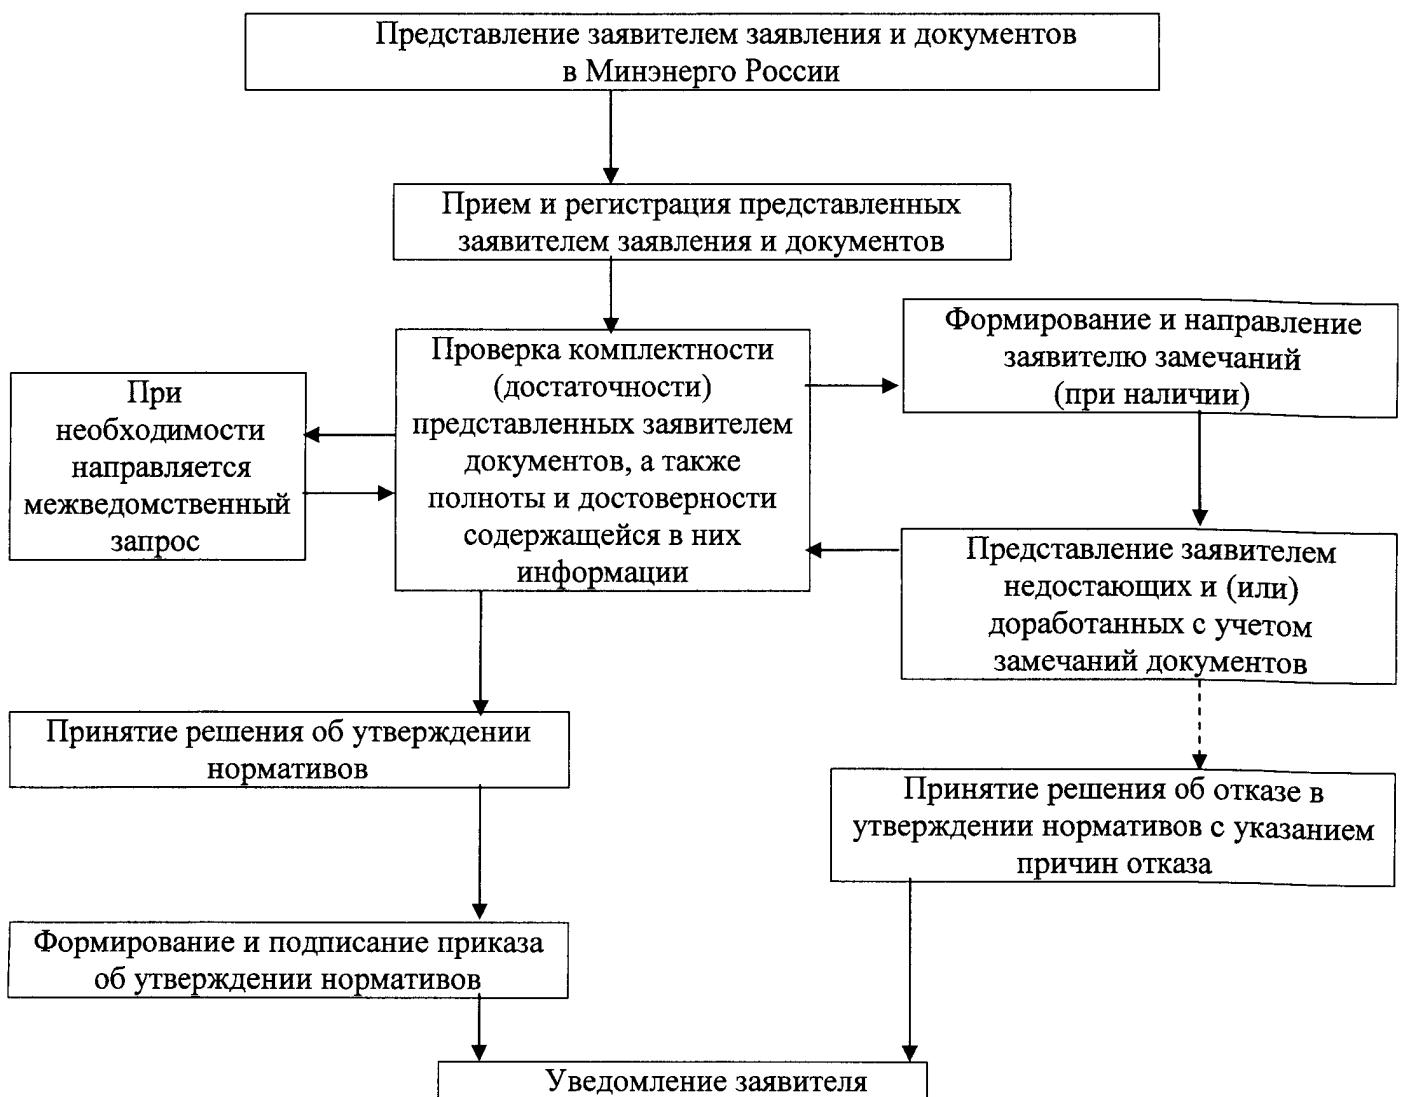 Представление заявителем заявления и документов
в Минэнерго России
Прием и регистрация представленных
заявителем заявления и документов
Формирование и направление
заявителю замечаний
(при наличии)
Проверка комплектности
(достаточности)
представленных заявителем
документов, а также
полноты и достоверности
содержащейся в них
информации
При
необходимости
направляется
межведомственный
запрос
Представление заявителем
недостающих и (или)
доработанных с учетом
замечаний документов
Принятие решения об утверждении
нормативов
Принятие решения об отказе в
утверждении нормативов с указанием
причин отказа
Формирование и подписание приказа
об утверждении нормативов
Уведомление заявителя